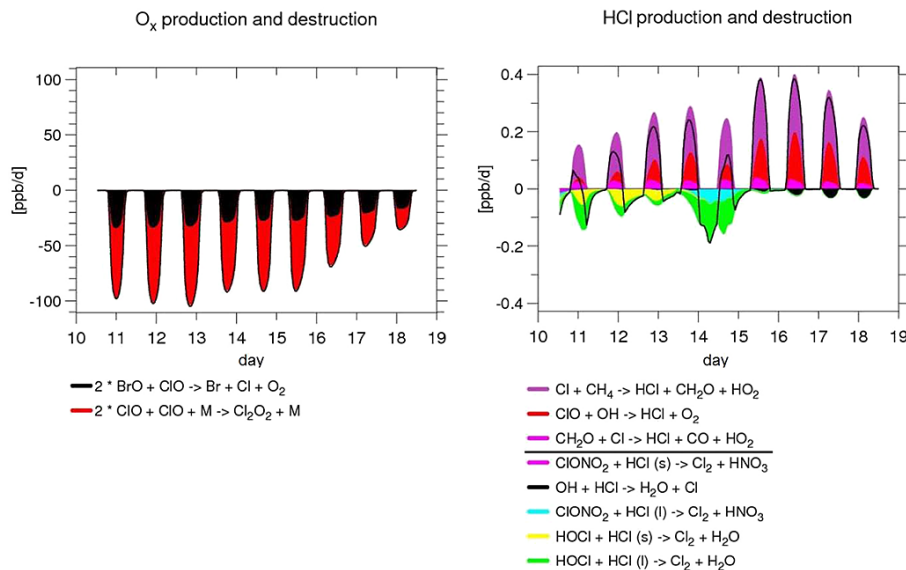 Oₓ production and destruction
[ppb/d]
100
50
0
-50
-100
10 11 12 13 14 15 16 17 18 19
day
2 * BrO + ClO -> Br + Cl + O₂
2 * ClO + ClO + M -> Cl₂O₂ + M
HCl production and destruction
[ppb/d]
0.4
0.2
0
-0.2
-0.4
10 11 12 13 14 15 16 17 18 19
day
Cl + CH₄ -> HCl + CH₂O + HO₂
ClO + OH -> HCl + O₂
CH₂O + Cl -> HCl + CO + HO₂
ClONO₂ + HCl (s) -> Cl₂ + HNO₃
OH + HCl -> H₂O + Cl
ClONO₂ + HCl (l) -> Cl₂ + HNO₃
HOCl + HCl (s) -> Cl₂ + H₂O
HOCl + HCl (l) -> Cl₂ + H₂O